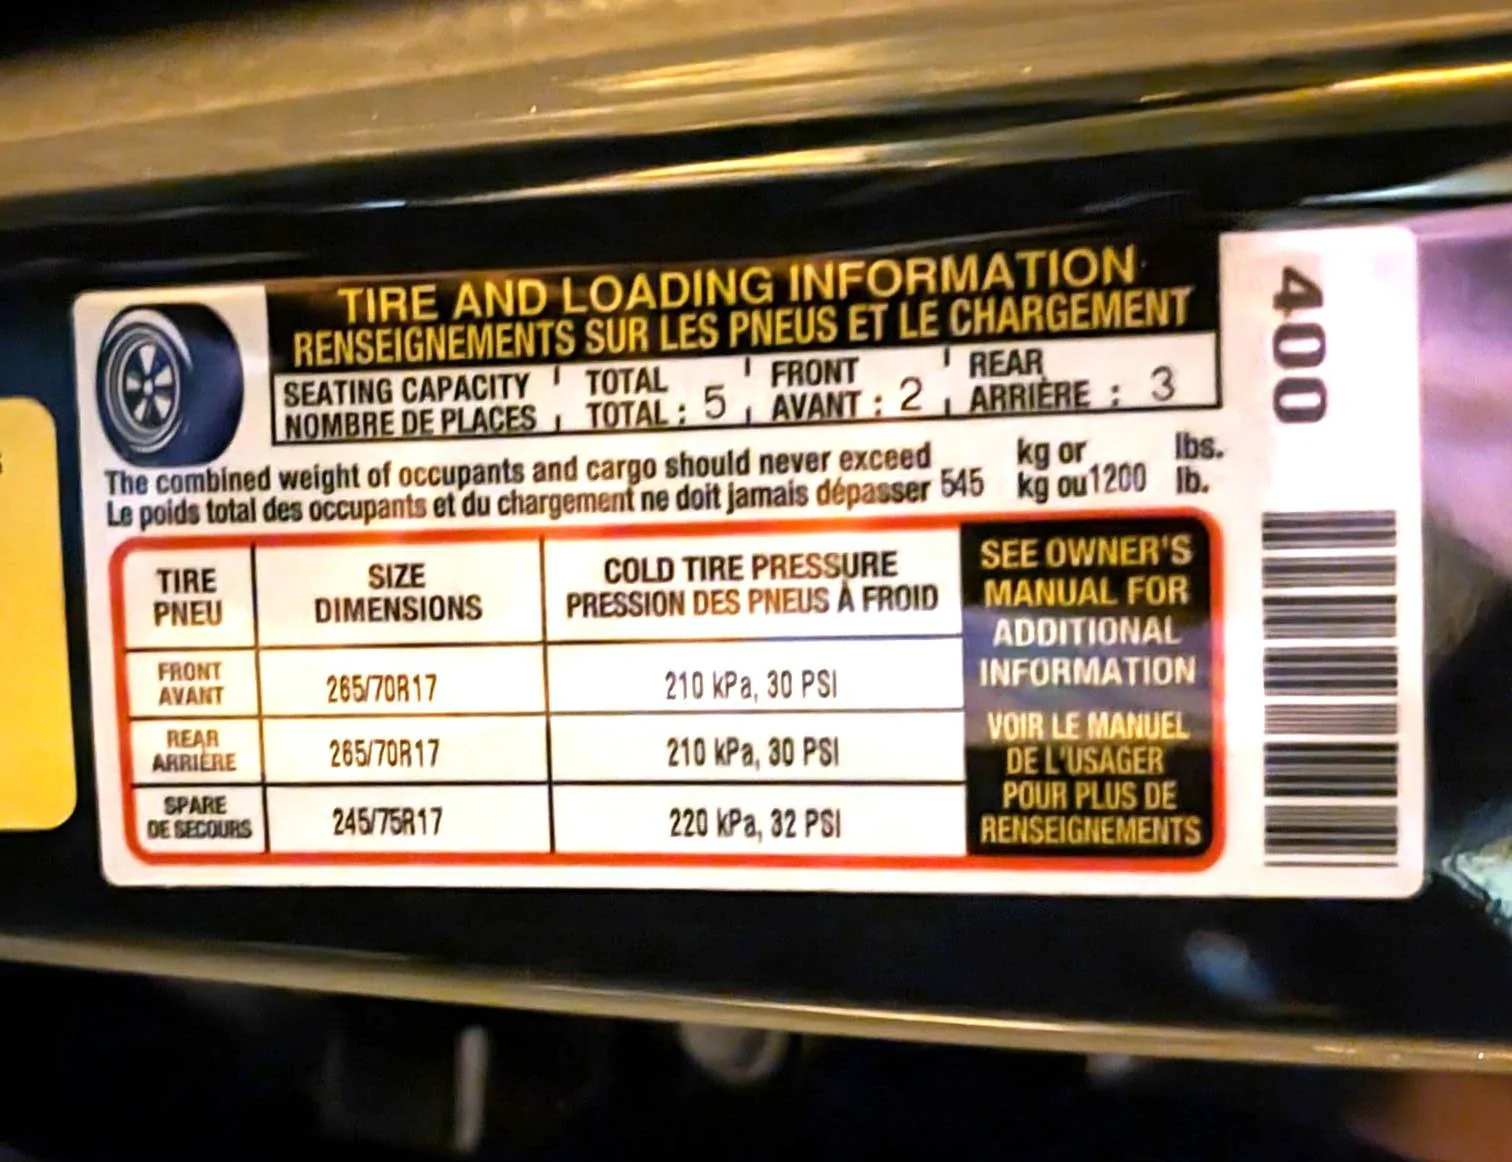 TIRE AND LOADING INFORMATION
RENSEIGNEMENTS SUR LES PNEUS ET LE CHARGEMENT
SEATING CAPACITY TOTAL FRONT REAR
NOMBRE DE PLACES TOTAL : 5 AVANT : 2 ARRIÈRE : 3
The combined weight of occupants and cargo should never exceed kg or lbs.
Le poids total des occupants et du chargement ne doit jamais dépasser 545 kg ou 1200 lb.
TIRE SIZE COLD TIRE PRESSURE
PNEU DIMENSIONS PRESSION DES PNEUS À FROID
FRONT
AVANT 265/70R17 210 kPa, 30 PSI
REAR
ARRIÈRE 265/70R17 210 kPa, 30 PSI
SPARE
DE SECOURS 245/75R17 220 kPa, 32 PSI
SEE OWNER'S
MANUAL FOR
ADDITIONAL
INFORMATION
VOIR LE MANUEL
DE L'USAGER
POUR PLUS DE
RENSEIGNEMENTS
400